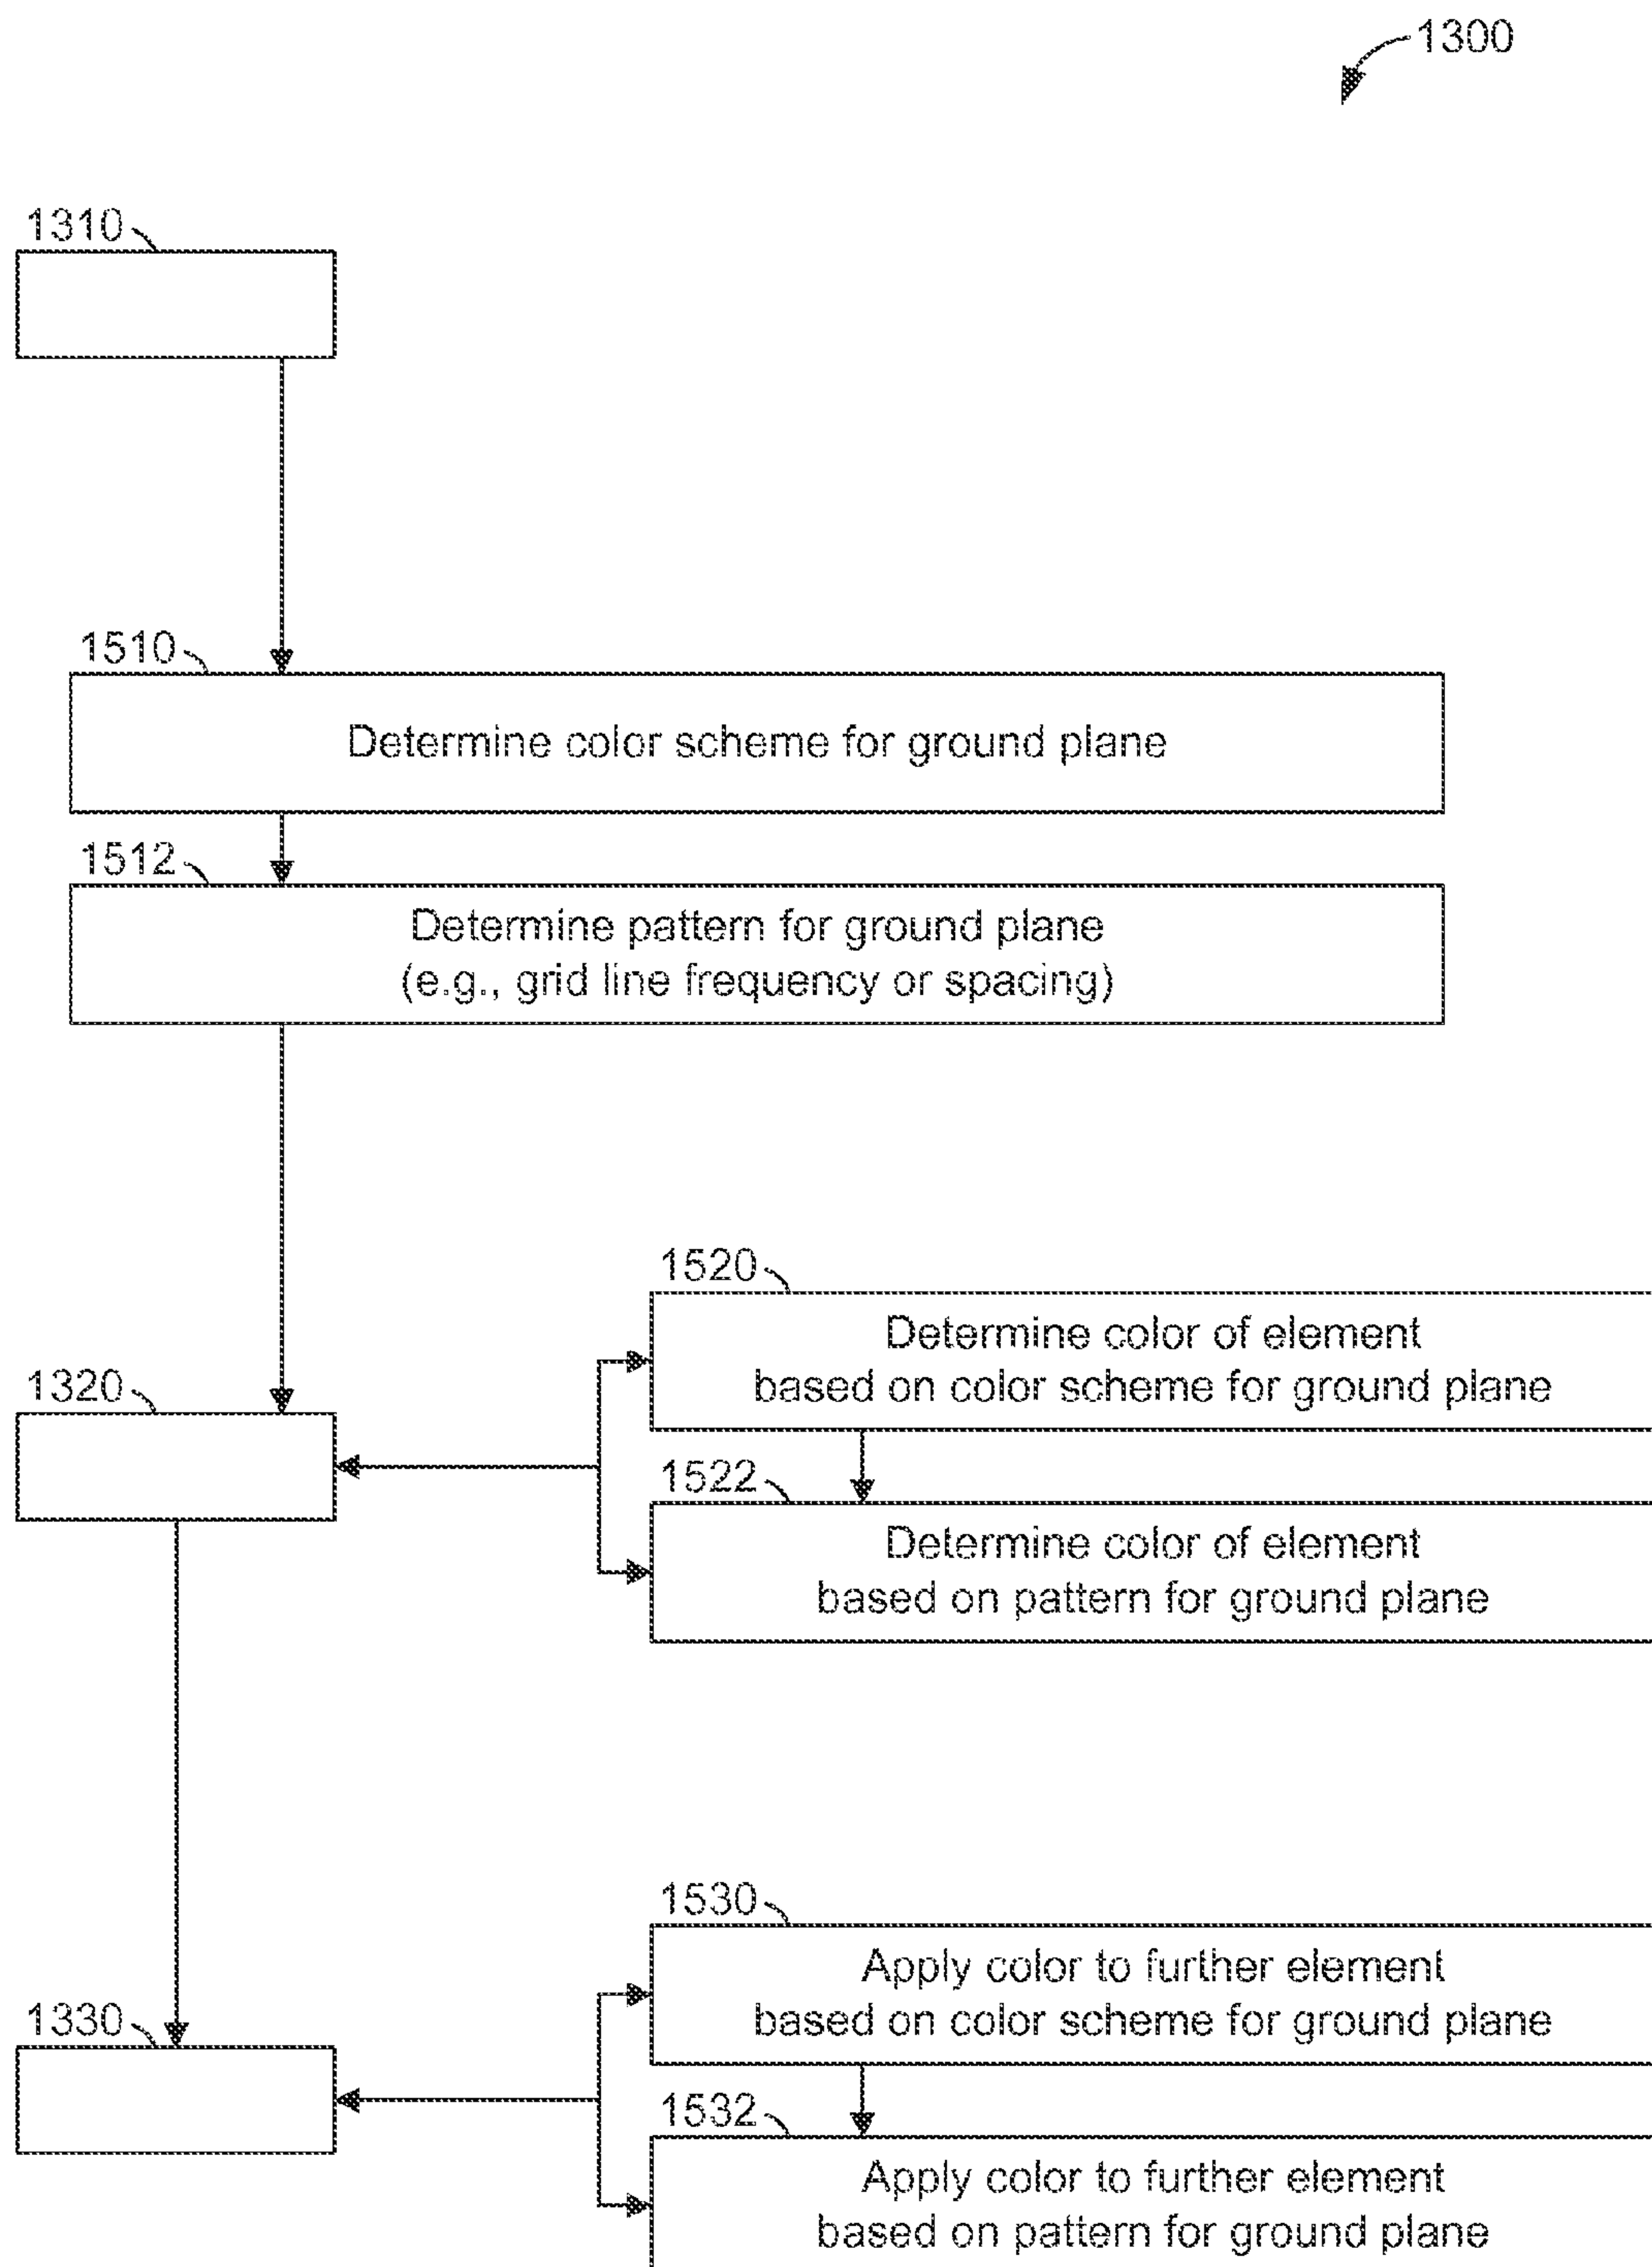 1300
1310
1510
Determine color scheme for ground plane
1512
Determine pattern for ground plane
(e.g., grid line frequency or spacing)
1520
Determine color of element
based on color scheme for ground plane
1320
1522
Determine color of element
based on pattern for ground plane
1530
Apply color to further element
based on color scheme for ground plane
1330
1532
Apply color to further element
based on pattern for ground plane